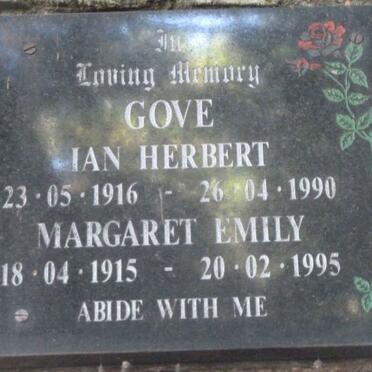 In
Loving Memory
GOVE
IAN HERBERT
23·05·1916 - 26·04·1990
MARGARET EMILY
18·04·1915 - 20·02·1995
ABIDE WITH ME